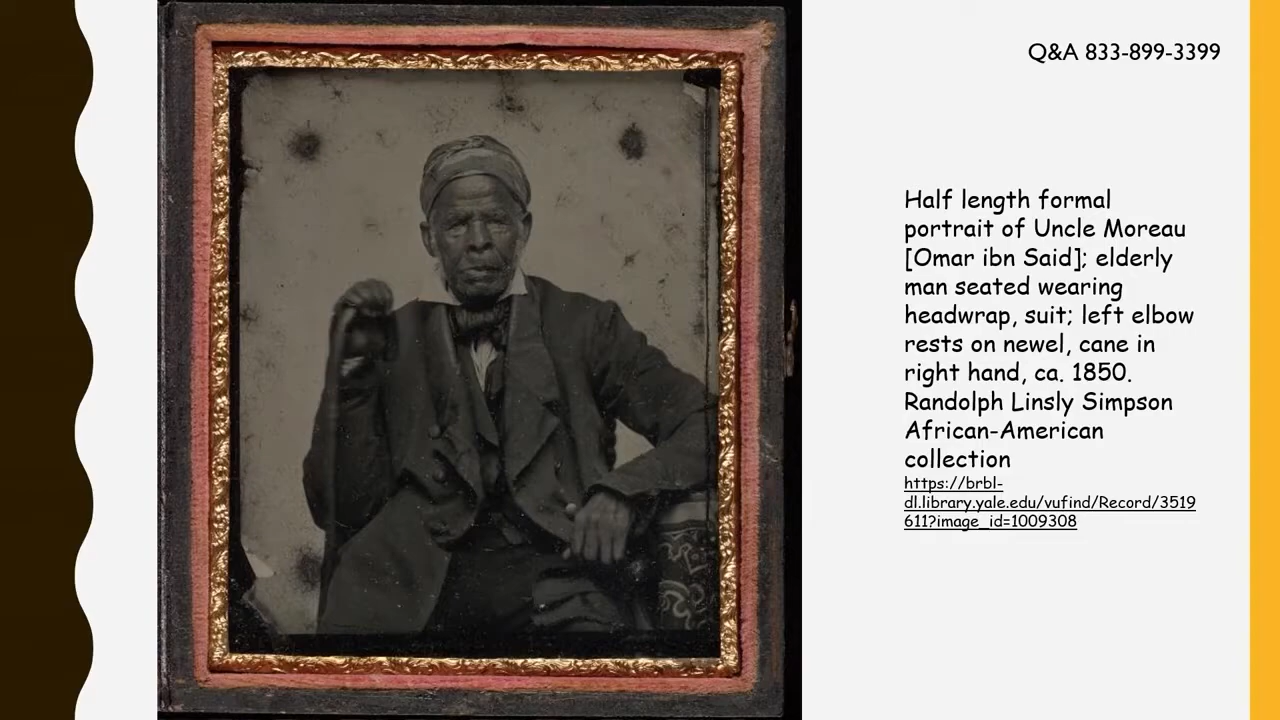 Q&A 833-899-3399
Half length formal
portrait of Uncle Moreau
[Omar ibn Said]; elderly
man seated wearing
headwrap, suit; left elbow
rests on newel, cane in
right hand, ca. 1850.
Randolph Linsly Simpson
African-American
collection
https://brbl-
dl.library.yale.edu/vufind/Record/3519
611?image_id=1009308